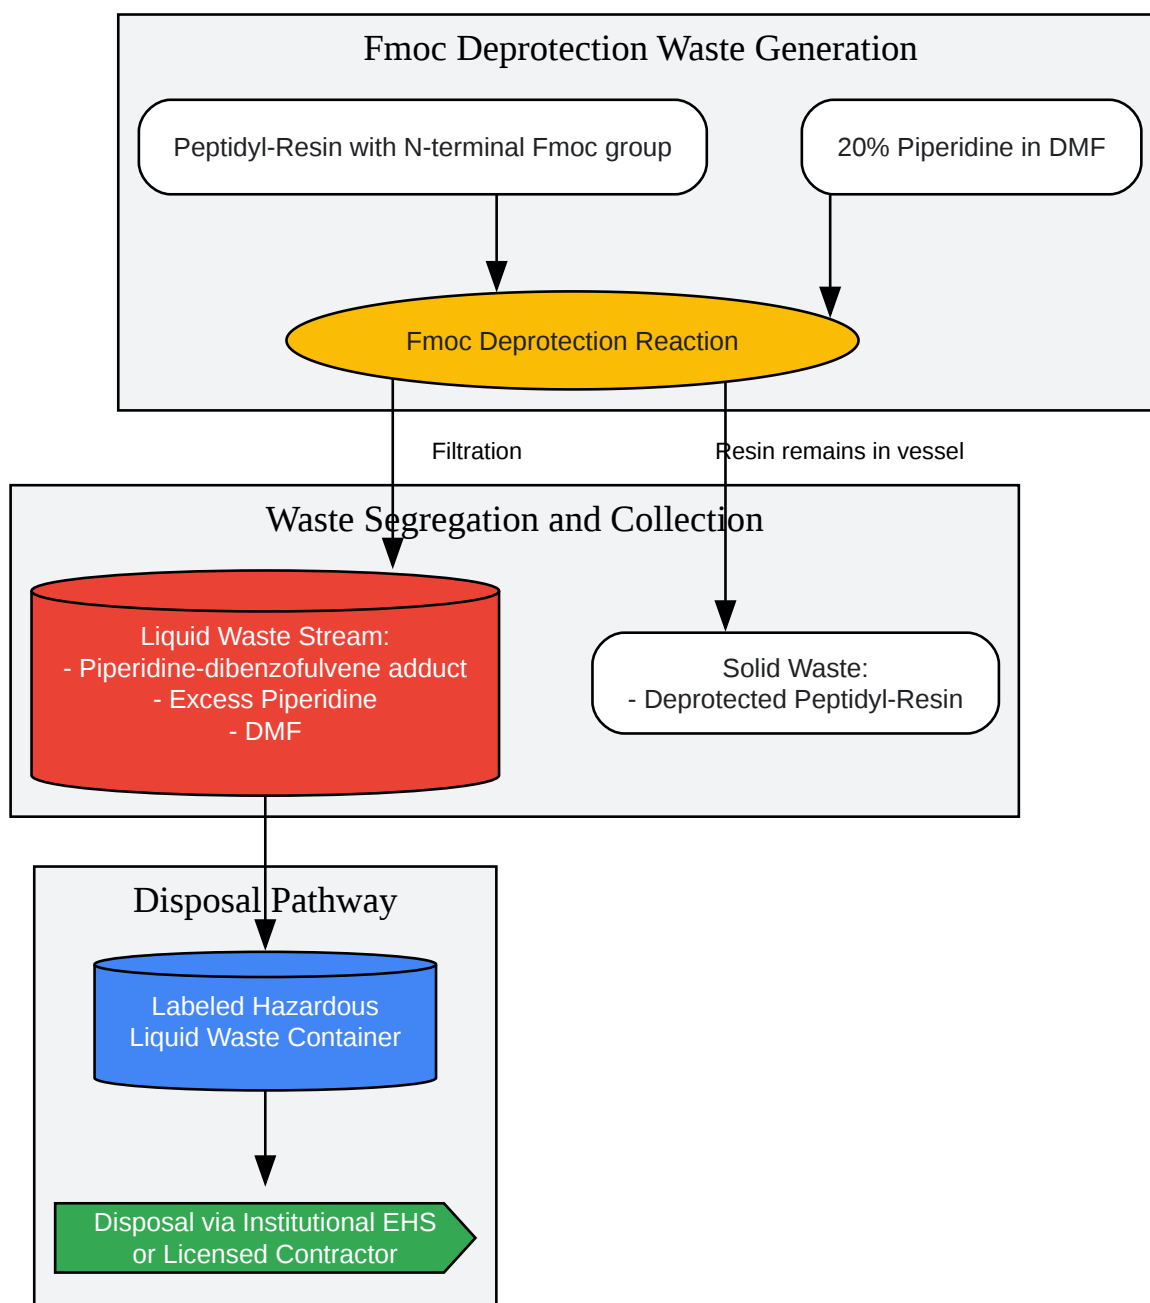 Fmoc Deprotection Waste Generation
Peptidyl-Resin with N-terminal Fmoc group
20% Piperidine in DMF
Fmoc Deprotection Reaction
Filtration
Resin remains in vessel
Waste Segregation and Collection
Liquid Waste Stream:
- Piperidine-dibenzofulvene adduct
- Excess Piperidine
- DMF
Solid Waste:
- Deprotected Peptidyl-Resin
Disposal Pathway
Labeled Hazardous
Liquid Waste Container
Disposal via Institutional EHS
or Licensed Contractor